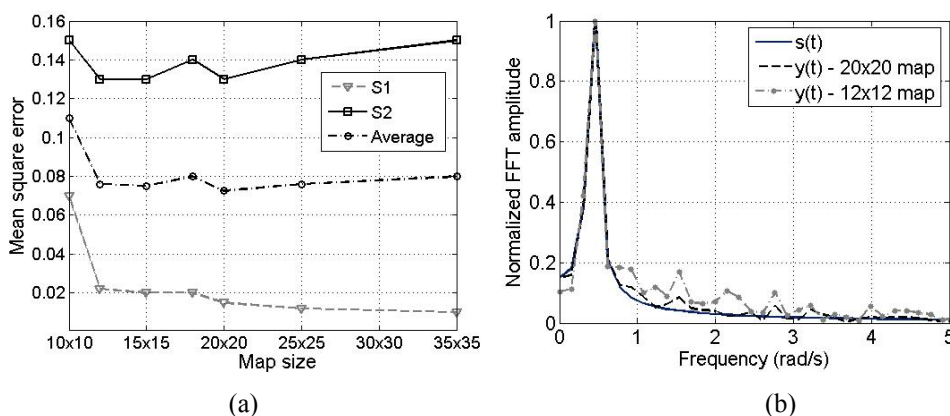 0.16
0.14
0.12
0.1
0.08
0.06
0.04
0.02
Mean square error
10x10 15x15 20x20 25x25 30x30 35x35
Map size
S1
S2
Average
(a)
1
0.8
0.6
0.4
0.2
0
Normalized FFT amplitude
0 1 2 3 4 5
Frequency (rad/s)
s(t)
y(t) - 20x20 map
y(t) - 12x12 map
(b)